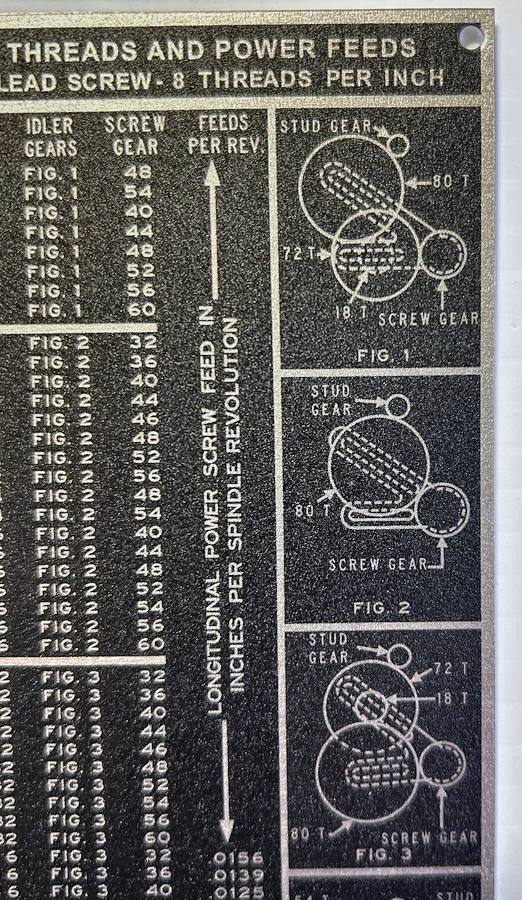 THREADS AND POWER FEEDS
LEAD SCREW - 8 THREADS PER INCH
IDLER GEARS
SCREW GEAR
FEEDS PER REV.
FIG. 1 48
FIG. 1 54
FIG. 1 40
FIG. 1 44
FIG. 1 48
FIG. 1 52
FIG. 1 56
FIG. 1 60
FIG. 2 32
FIG. 2 36
FIG. 2 40
FIG. 2 44
FIG. 2 46
FIG. 2 48
FIG. 2 52
FIG. 2 56
FIG. 2 48
FIG. 2 54
FIG. 2 40
FIG. 2 44
FIG. 2 48
FIG. 2 52
FIG. 2 54
FIG. 2 56
FIG. 2 60
FIG. 3 32
FIG. 3 36
FIG. 3 40
FIG. 3 44
FIG. 3 46
FIG. 3 48
FIG. 3 52
FIG. 3 54
FIG. 3 56
FIG. 3 60
FIG. 3 32 .0156
FIG. 3 36 .0139
FIG. 3 40 .0125
LONGITUDINAL POWER SCREW FEED IN
INCHES PER SPINDLE REVOLUTION
STUD GEAR
80 T
72 T
18 T
SCREW GEAR
FIG. 1
STUD
GEAR
80 T
SCREW GEAR
FIG. 2
STUD
GEAR
72 T
18 T
80 T
SCREW GEAR
FIG. 3
STUD